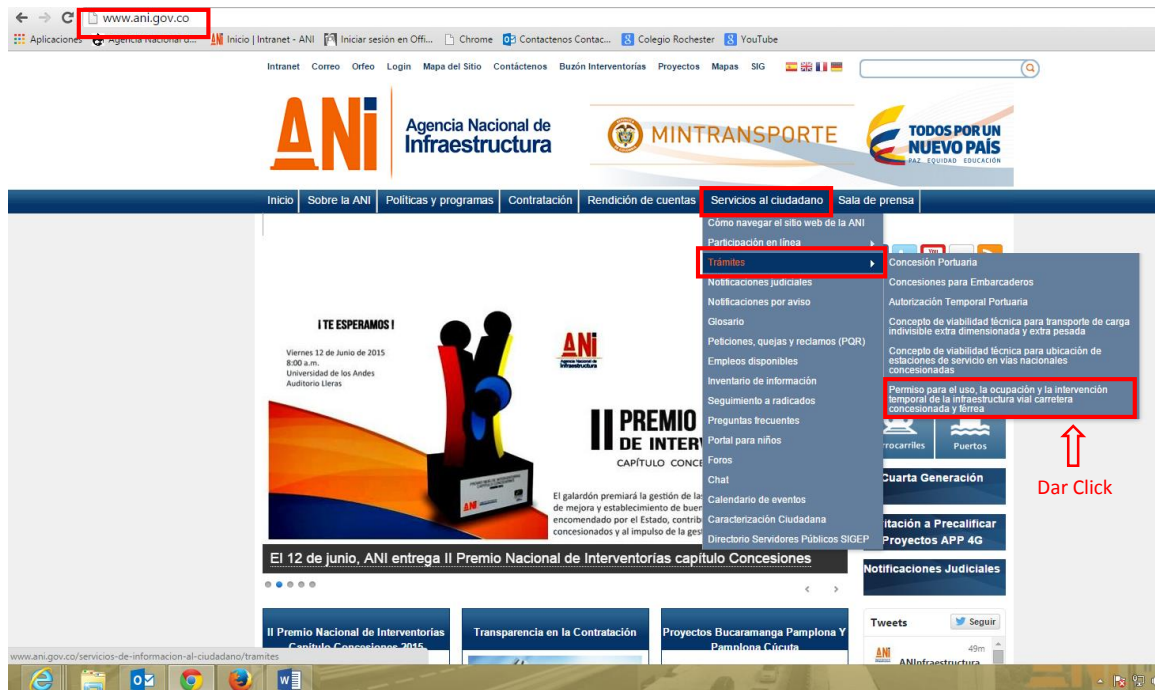 www.ani.gov.co
Aplicaciones
Inicio | Intranet - ANI
Iniciar sesión en Offi...
Chrome
Contactenos Contac...
Colegio Rochester
YouTube
Intranet Correo Orfeo Login Mapa del Sitio Contáctenos Buzón Interventorías Proyectos Mapas SIG
ANI
Agencia Nacional de
Infraestructura
MINTRANSPORTE
TODOS POR UN
NUEVO PAÍS
PAZ EQUIDAD EDUCACIÓN
Inicio Sobre la ANI Políticas y programas Contratación Rendición de cuentas Servicios al ciudadano Sala de prensa
Cómo navegar el sitio web de la ANI
Participación en línea
Trámites
Notificaciones judiciales
Notificaciones por aviso
Glosario
Peticiones, quejas y reclamos (PQR)
Empleos disponibles
Inventario de información
Seguimiento a radicados
Preguntas frecuentes
Portal para niños
Foros
Chat
Calendario de eventos
Caracterización Ciudadana
Directorio Servidores Públicos SIGEP
Concesión Portuaria
Concesiones para Embarcaderos
Autorización Temporal Portuaria
Concepto de viabilidad técnica para transporte de carga
indivisible extra dimensionada y extra pesada
Concepto de viabilidad técnica para ubicación de
estaciones de servicio en vías nacionales
concesionadas
Permiso para el uso, la ocupación y la intervención
temporal de la infraestructura vial carretera
concesionada y férrea
Dar Click
¡ TE ESPERAMOS !
Viernes 12 de Junio de 2015
8:00 a.m.
Universidad de los Andes
Auditorio Lleras
ANI
II PREMIO
DE INTER
CAPÍTULO CONCE
El galardón premiará la gestión de las
de mejora y establecimiento de buen
encomendado por el Estado, contrib
concesionados y al impulso de la ges
El 12 de junio, ANI entrega II Premio Nacional de Interventorías capítulo Concesiones
rrocarriles
Puertos
Cuarta Generación
itación a Precalificar
Proyectos APP 4G
Notificaciones Judiciales
II Premio Nacional de Interventorías
Capítulo Concesiones 2015
Transparencia en la Contratación
Proyectos Bucaramanga Pamplona Y
Pamplona Cúcuta
Tweets
Seguir
ANI
49m
ANInfraestructura
www.ani.gov.co/servicios-de-informacion-al-ciudadano/tramites